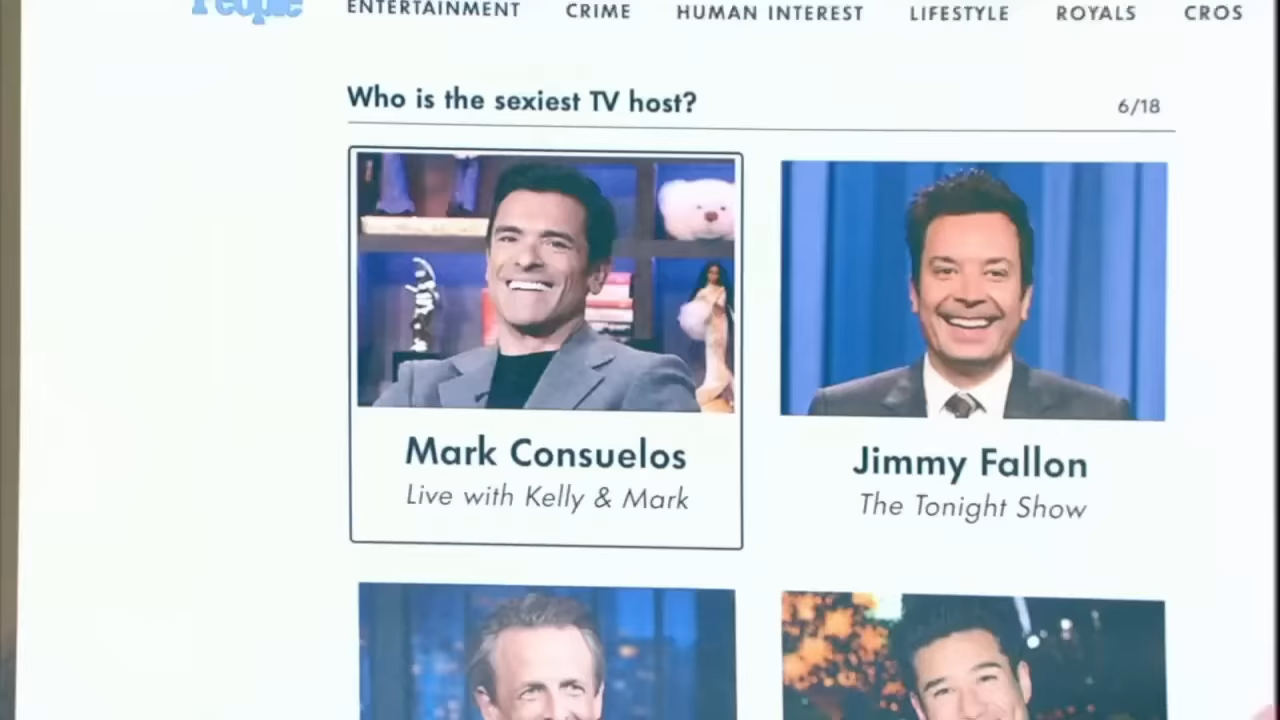 People
ENTERTAINMENT CRIME HUMAN INTEREST LIFESTYLE ROYALS CROS
Who is the sexiest TV host?
6/18
Mark Consuelos
Live with Kelly & Mark
Jimmy Fallon
The Tonight Show